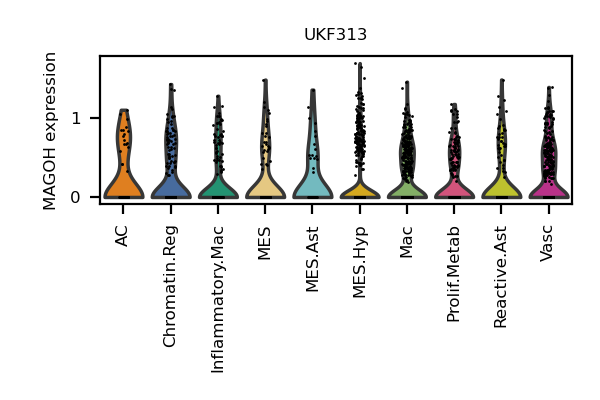 UKF313
MAGOH expression
1
0
AC
Chromatin.Reg
Inflammatory.Mac
MES
MES.Ast
MES.Hyp
Mac
Prolif.Metab
Reactive.Ast
Vasc